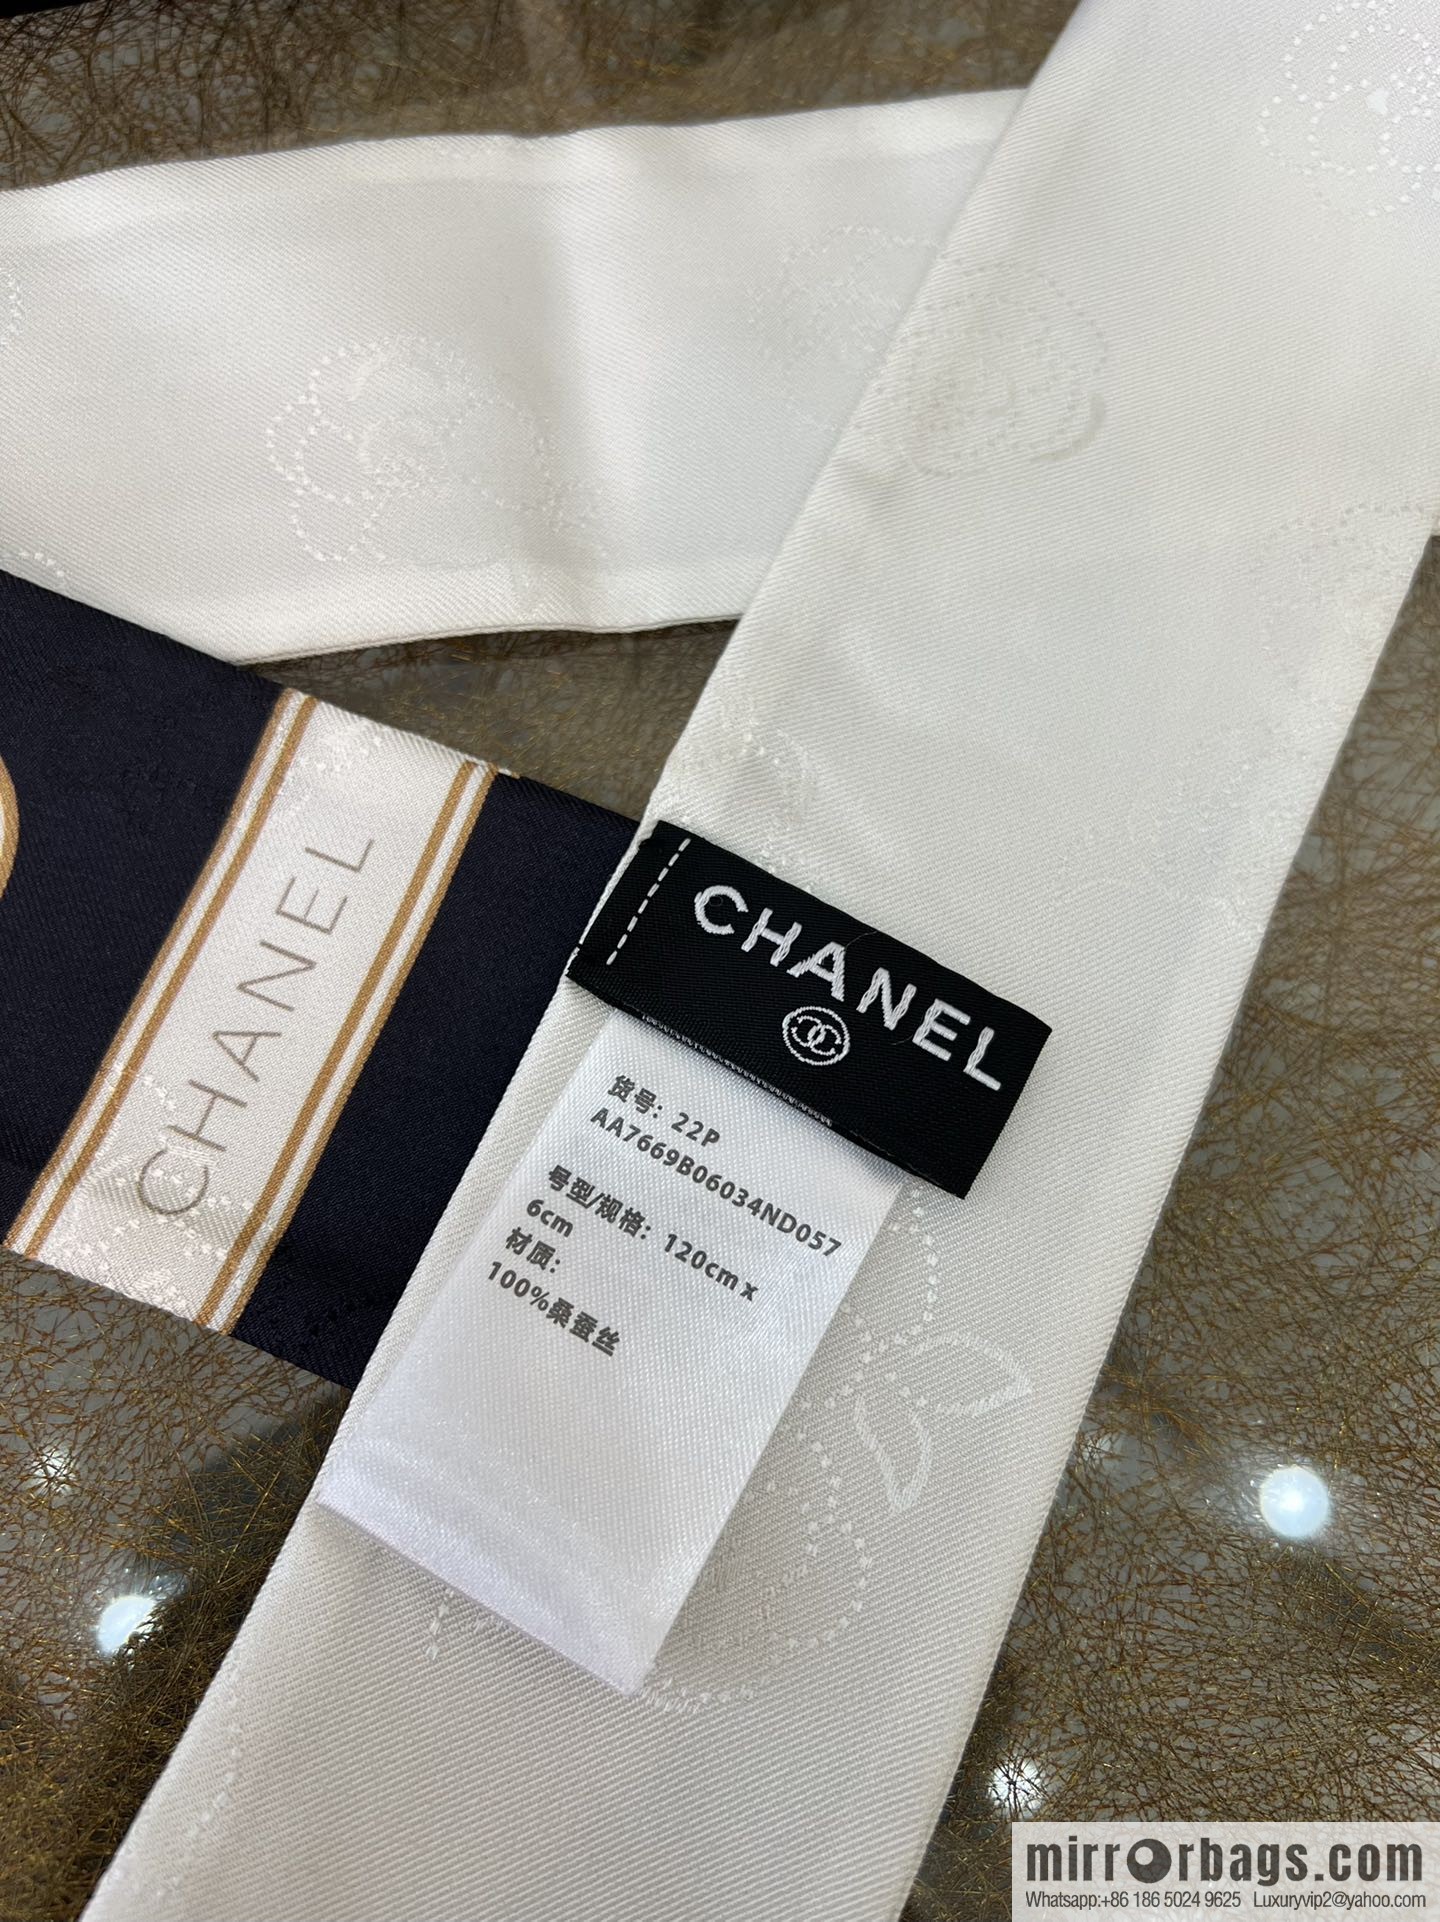 CHANEL
CHANEL
货号: 22P
AA7669B06034ND057
号型/规格: 120cm x
6cm
材质:
100%桑蚕丝
mirrorbags.com
Whatsapp:+86 186 5024 9625 Luxuryvip2@yahoo.com